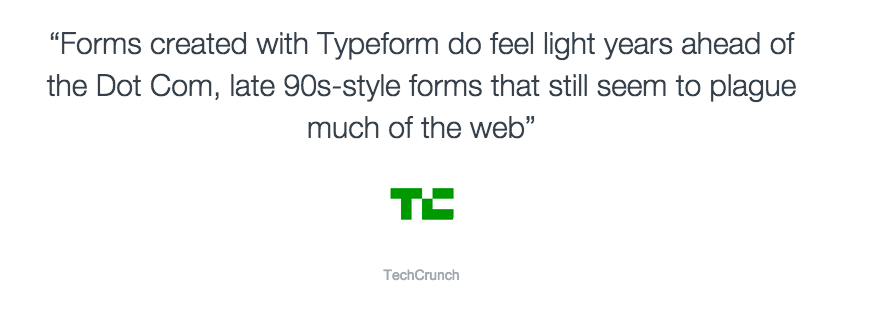 “Forms created with Typeform do feel light years ahead of
the Dot Com, late 90s-style forms that still seem to plague
much of the web”
TC
TechCrunch